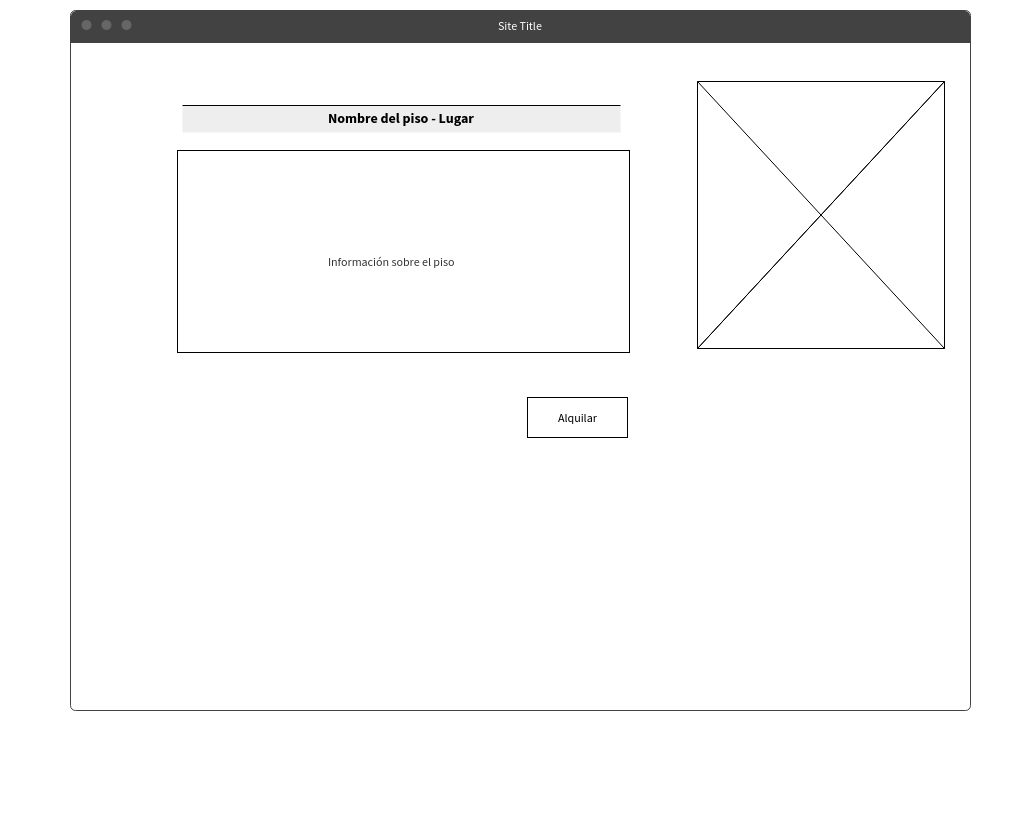 Site Title
Nombre del piso - Lugar
Información sobre el piso
Alquilar